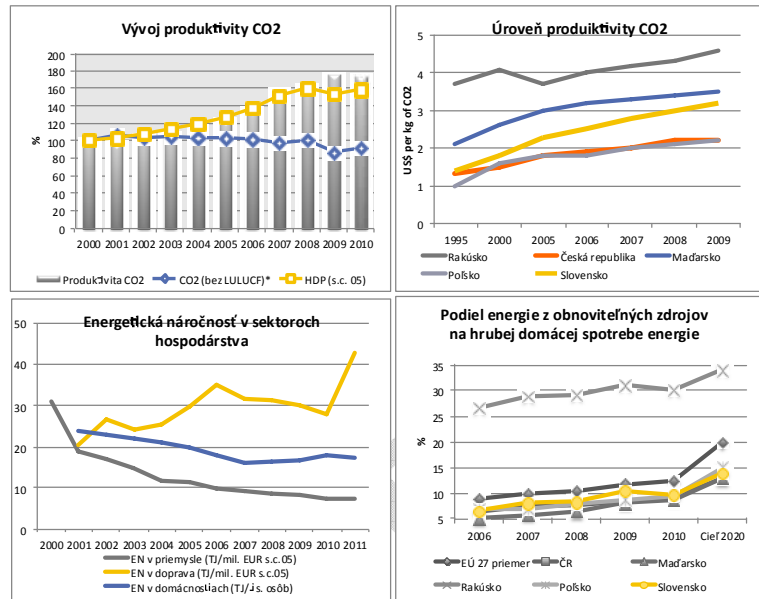 Vývoj produktivity CO2
200
180
160
140
120
100
80
60
40
20
0
%
2000 2001 2002 2003 2004 2005 2006 2007 2008 2009 2010
Produktivita CO2 CO2 (bez LULUCF)* HDP (s.c. 05)
Úroveň produiktivity CO2
5
4
3
2
1
0
US$ per kg of CO2
1995 2000 2005 2006 2007 2008 2009
Rakúsko Česká republika Maďarsko
Poľsko Slovensko
Energetická náročnosť v sektoroch
hospodárstva
50
40
30
20
10
0
2000 2001 2002 2003 2004 2005 2006 2007 2008 2009 2010 2011
EN v priemysle (TJ/mil. EUR s.c.05)
EN v doprava (TJ/mil. EUR s.c.05)
EN v domácnostiach (TJ/.is. osôb)
Podiel energie z obnoviteľných zdrojov
na hrubej domácej spotrebe energie
35
30
25
20
15
10
5
%
2006 2007 2008 2009 2010 Cieľ 2020
EÚ 27 priemer ČR Maďarsko
Rakúsko Poľsko Slovensko